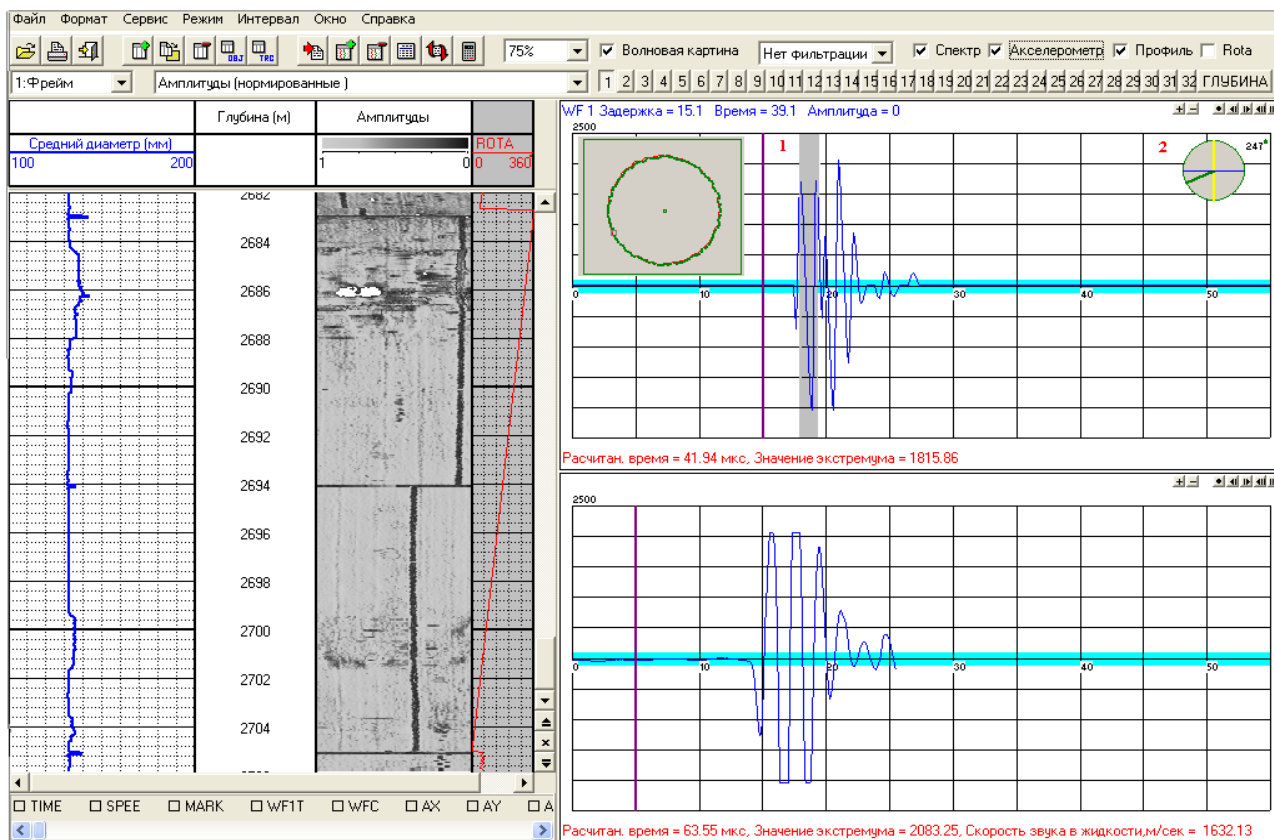 Файл Формат Сервис Режим Интервал Окно Справка
OBJ TRC 75% Волновая картина Нет фильтрации Спектр Акселерометр Профиль Rota
1:Фрейм Амплитуды (нормированные ) 1 2 3 4 5 6 7 8 9 10 11 12 13 14 15 16 17 18 19 20 21 22 23 24 25 26 27 28 29 30 31 32 ГЛУБИНА
Глубина (м) Амплитуды
Средний диаметр (мм) ROTA
100 200 1 0 0 360
2682
2684
2686
2688
2690
2692
2694
2696
2698
2700
2702
2704
TIME SPEE MARK WF1T WFC AX AY A
WF 1 Задержка = 15.1 Время = 39.1 Амплитуда = 0
2500
1 2 247°
0 10 20 30 40 50
Расчитан. время = 41.94 мкс, Значение экстремума = 1815.86
2500
0 10 20 30 40 50
Расчитан. время = 63.55 мкс, Значение экстремума = 2083.25, Скорость звука в жидкости,м/сек = 1632.13